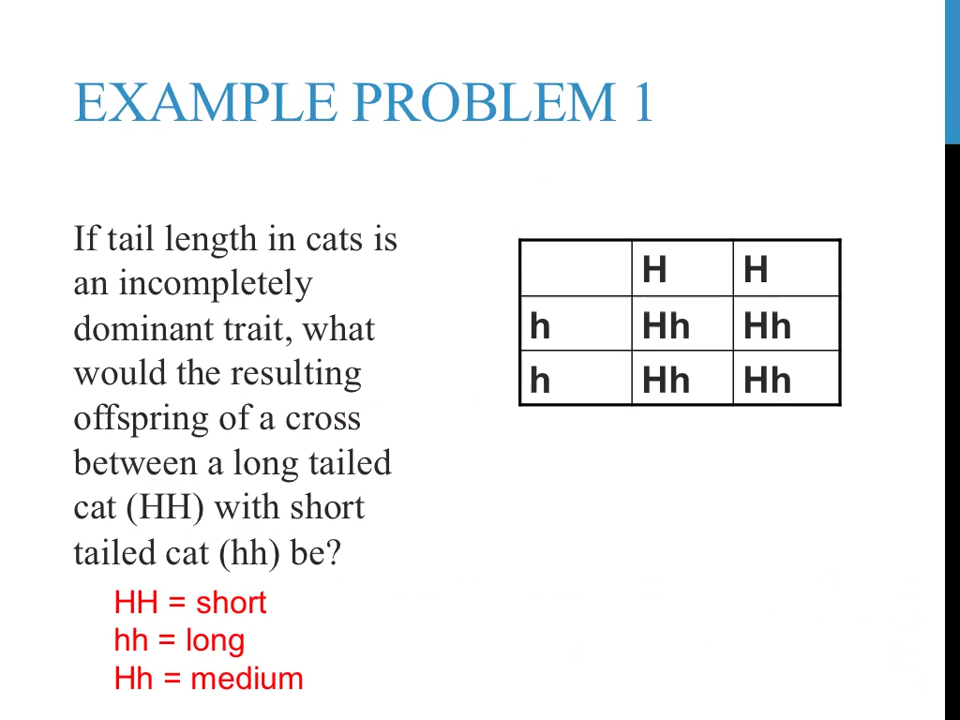 EXAMPLE PROBLEM 1
If tail length in cats is
an incompletely
dominant trait, what
would the resulting
offspring of a cross
between a long tailed
cat (HH) with short
tailed cat (hh) be?
HH = short
hh = long
Hh = medium
H H
h Hh Hh
h Hh Hh